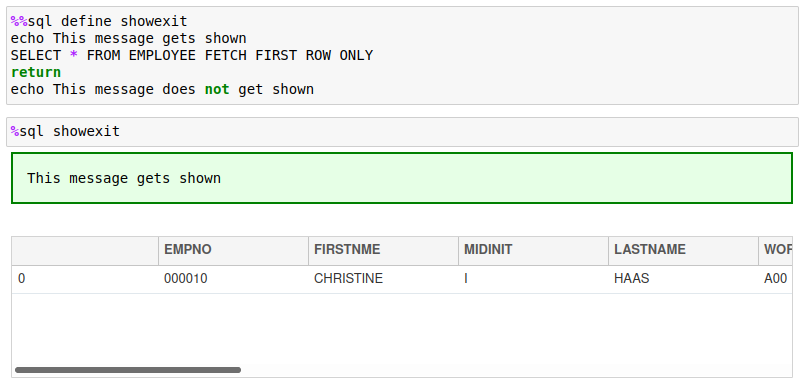 %%sql define showexit
echo This message gets shown
SELECT * FROM EMPLOYEE FETCH FIRST ROW ONLY
return
echo This message does not get shown
%sql showexit
This message gets shown
EMPNO FIRSTNME MIDINIT LASTNAME
0 000010 CHRISTINE I HAAS A00